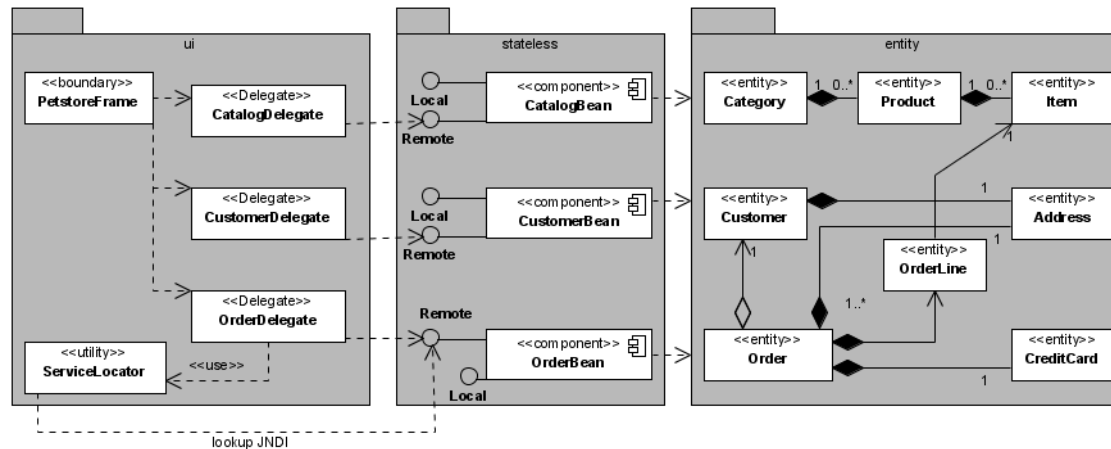 ui
<<boundary>>
PetstoreFrame
<<Delegate>>
CatalogDelegate
<<Delegate>>
CustomerDelegate
<<Delegate>>
OrderDelegate
<<utility>>
ServiceLocator
<<use>>
lookup JNDI
stateless
Local
Remote
<<component>>
CatalogBean
Local
Remote
<<component>>
CustomerBean
Remote
<<component>>
OrderBean
Local
entity
<<entity>>
Category
1 0..*
<<entity>>
Product
1 0..*
<<entity>>
Item
1
<<entity>>
Customer
1
<<entity>>
Address
1
1
<<entity>>
OrderLine
1..*
<<entity>>
Order
1
<<entity>>
CreditCard